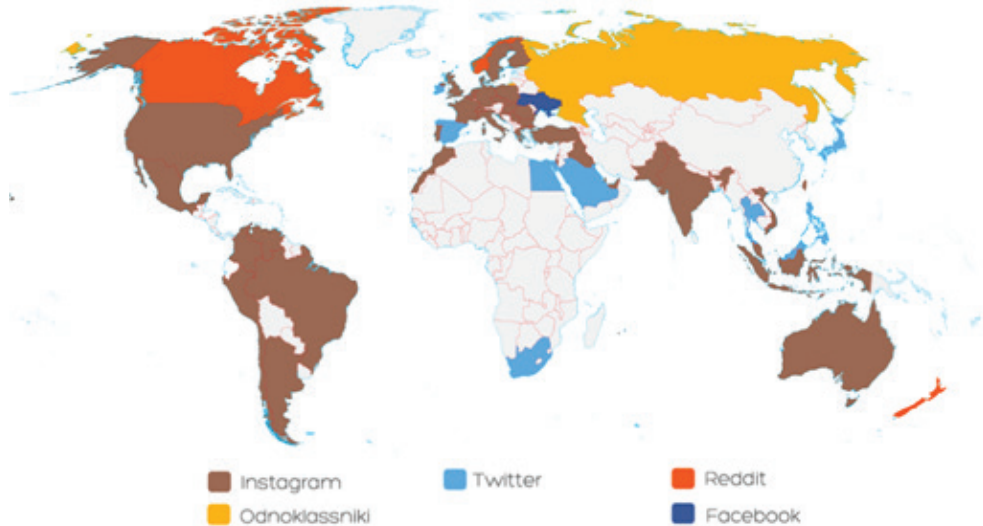 Instagram
Twitter
Reddit
Odnoklassniki
Facebook